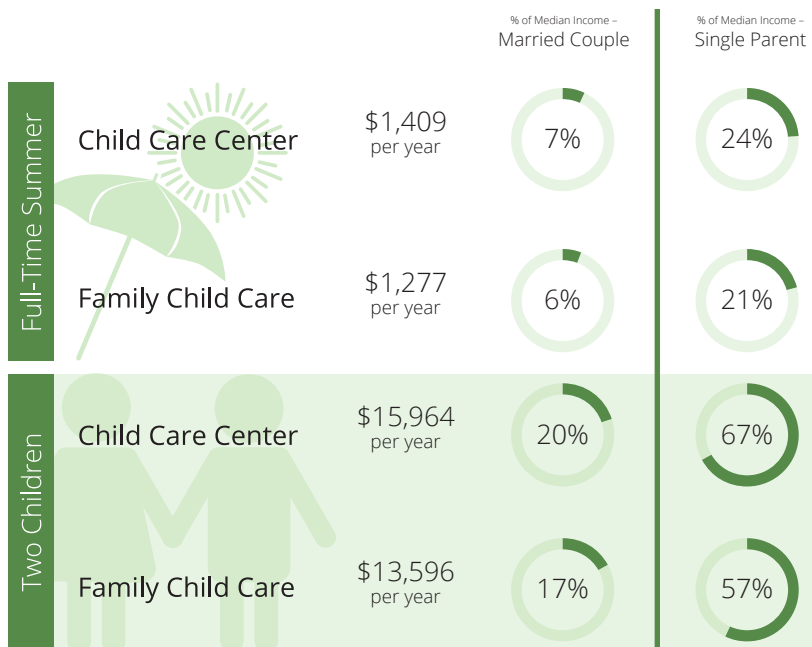 % of Median Income –
Married Couple
% of Median Income –
Single Parent
Full-Time Summer
Child Care Center
$1,409
per year
7%
24%
Family Child Care
$1,277
per year
6%
21%
Two Children
Child Care Center
$15,964
per year
20%
67%
Family Child Care
$13,596
per year
17%
57%